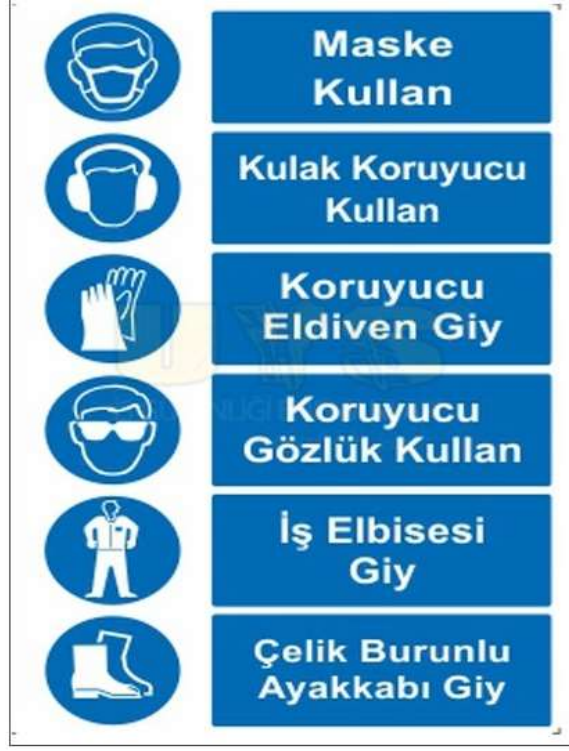 Maske
Kullan
Kulak Koruyucu
Kullan
Koruyucu
Eldiven Giy
Koruyucu
Gözlük Kullan
İş Elbisesi
Giy
Çelik Burunlu
Ayakkabı Giy